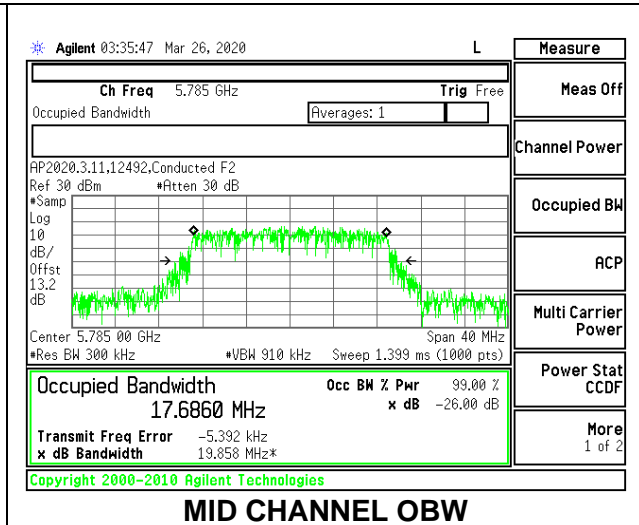 Agilent 03:35:47 Mar 26, 2020 L
Measure
Ch Freq 5.785 GHz Trig Free
Meas Off
Occupied Bandwidth Averages: 1
Channel Power
AP2020.3.11,12492,Conducted F2
Ref 30 dBm #Atten 30 dB
#Samp
Log
10
dB/
Offst
13.2
dB
Occupied BW
ACP
Multi Carrier
Power
Center 5.785 00 GHz Span 40 MHz
#Res BW 300 kHz #VBW 910 kHz Sweep 1.399 ms (1000 pts)
Power Stat
CCDF
Occupied Bandwidth Occ BW % Pwr 99.00 %
17.6860 MHz x dB -26.00 dB
Transmit Freq Error -5.392 kHz
x dB Bandwidth 19.858 MHz*
More
1 of 2
Copyright 2000-2010 Agilent Technologies
MID CHANNEL OBW